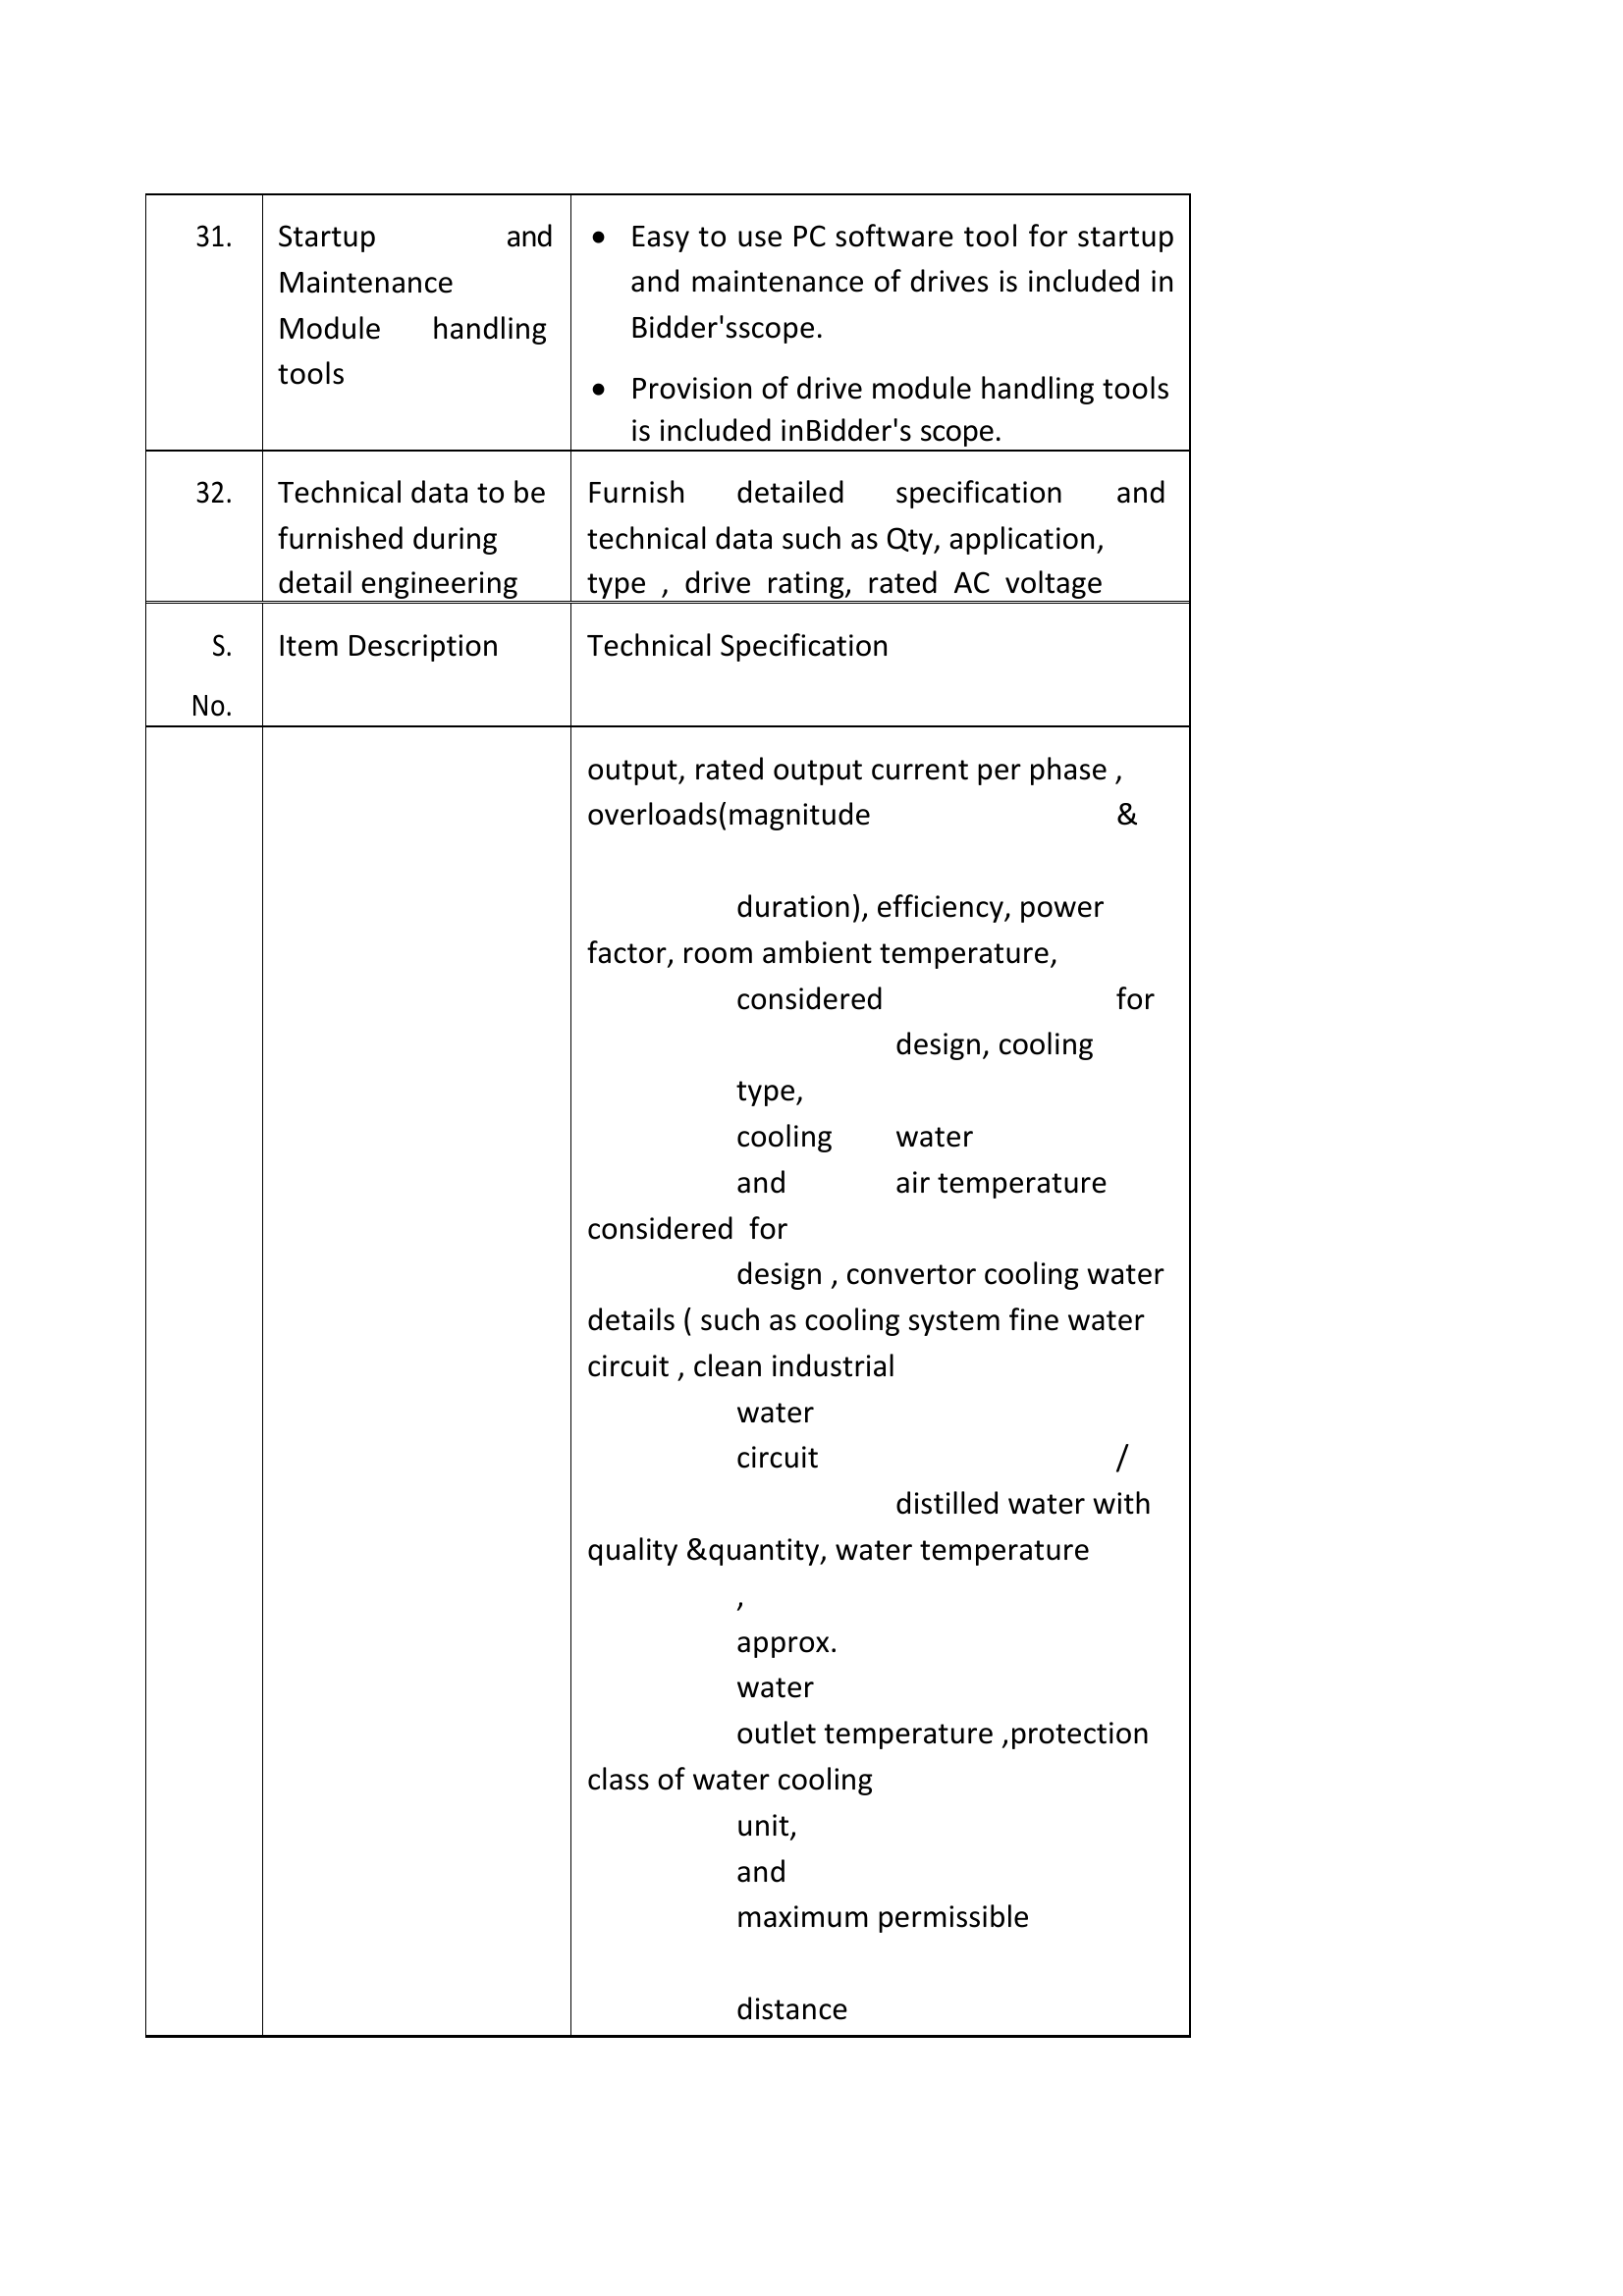 31.
Startup and
Maintenance
Module handling
tools
• Easy to use PC software tool for startup
and maintenance of drives is included in
Bidder'sscope.
• Provision of drive module handling tools
is included inBidder's scope.
32.
Technical data to be
furnished during
detail engineering
Furnish detailed specification and
technical data such as Qty, application,
type , drive rating, rated AC voltage
S.
No.
Item Description
Technical Specification
output, rated output current per phase ,
overloads(magnitude &
duration), efficiency, power
factor, room ambient temperature,
considered for
design, cooling
type,
cooling water
and air temperature
considered for
design , convertor cooling water
details ( such as cooling system fine water
circuit , clean industrial
water
circuit /
distilled water with
quality &quantity, water temperature
,
approx.
water
outlet temperature ,protection
class of water cooling
unit,
and
maximum permissible
distance